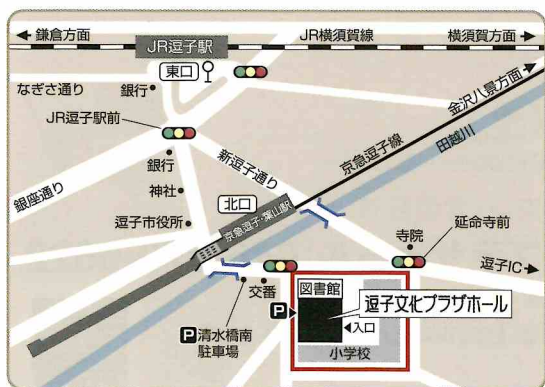 ←鎌倉方面
JR横須賀線
横須賀方面→
JR逗子駅
東口
なぎさ通り
銀行
金沢八景方面
JR逗子駅前
京急逗子線
田越川
新逗子通り
銀行
銀座通り
神社
北口
京急逗子・葉山駅
逗子市役所
寺院
延命寺前
逗子IC→
図書館
交番
P
逗子文化プラザホール
入口
P清水橋南
駐車場
小学校